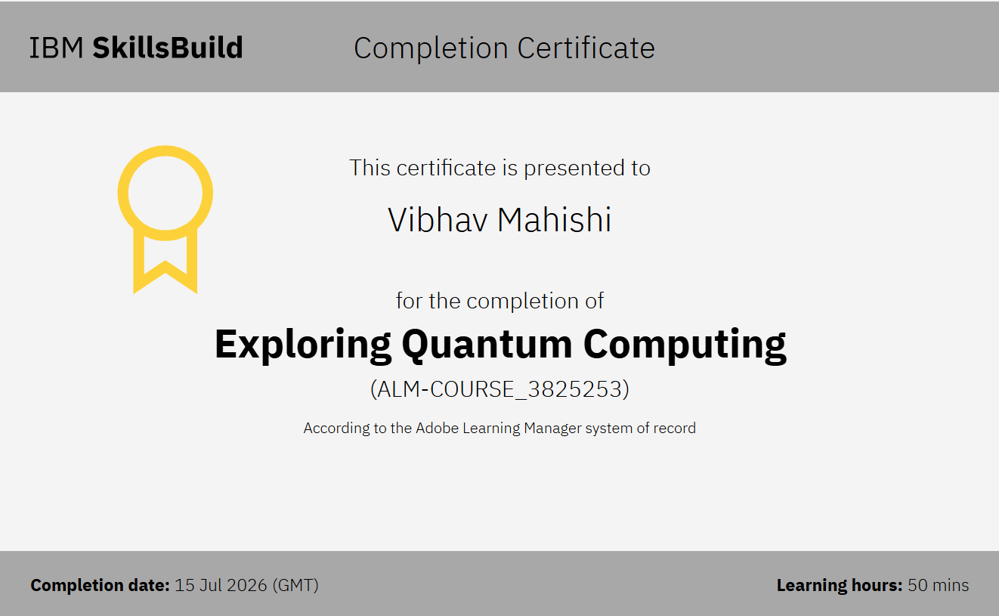 IBM SkillsBuild
Completion Certificate
This certificate is presented to
Vibhav Mahishi
for the completion of
Exploring Quantum Computing
(ALM-COURSE_3825253)
According to the Adobe Learning Manager system of record
Completion date: 15 Jul 2026 (GMT)
Learning hours: 50 mins